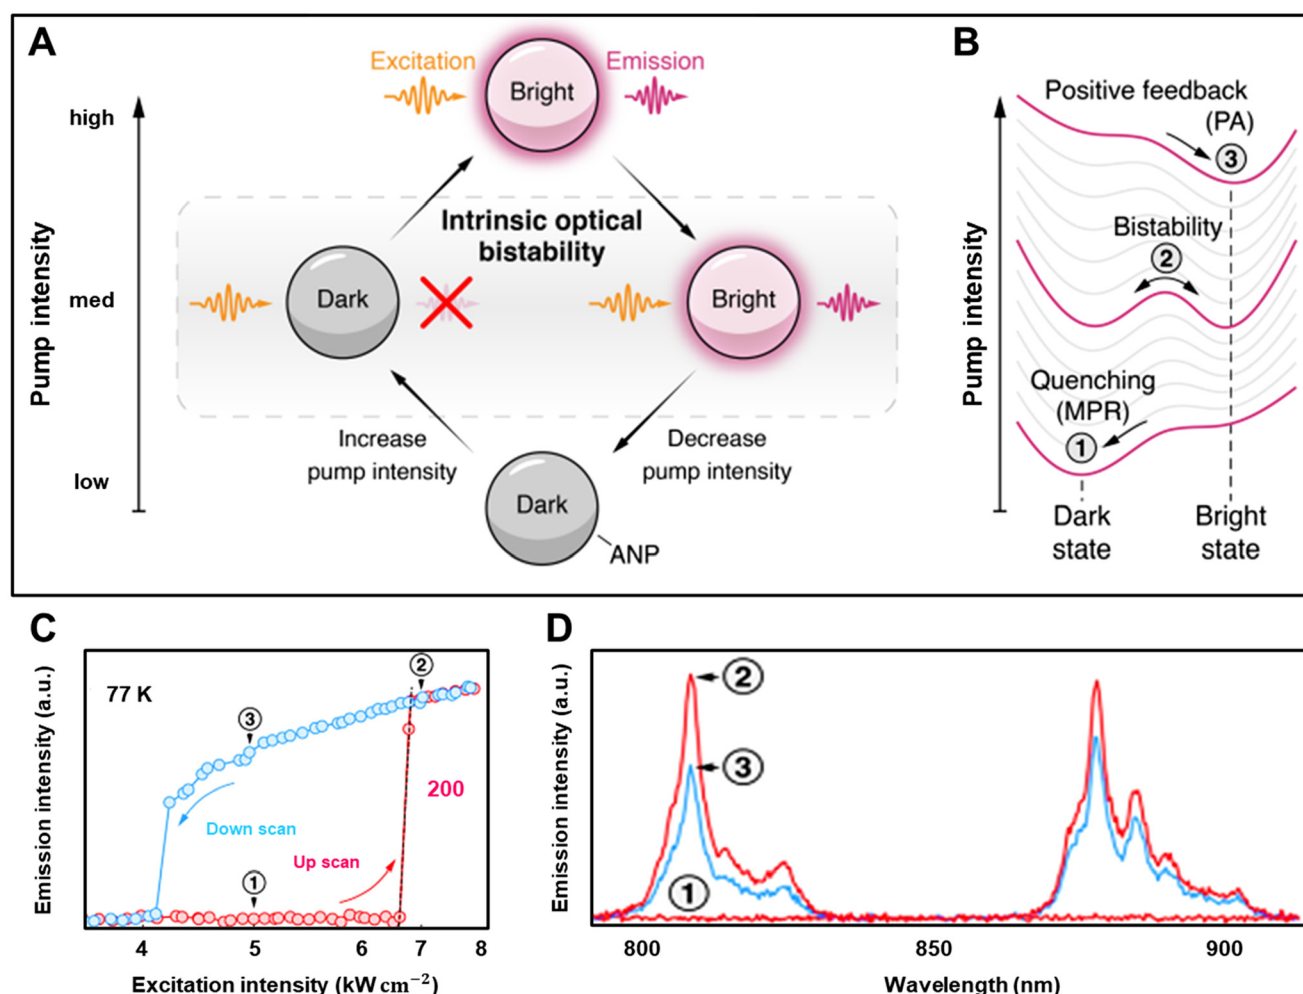 A
Excitation
Emission
Bright
high
Pump intensity
Intrinsic optical
bistability
med
Dark
Bright
Increase
pump intensity
Decrease
pump intensity
low
Dark
ANP
B
Positive feedback
(PA)
3
Bistability
2
Pump intensity
Quenching
(MPR)
1
Dark
state
Bright
state
C
Emission intensity (a.u.)
77 K
2
3
200
Down scan
Up scan
1
4 5 6 7 8
Excitation intensity (kW cm−2)
D
Emission intensity (a.u.)
2
3
1
800 850 900
Wavelength (nm)